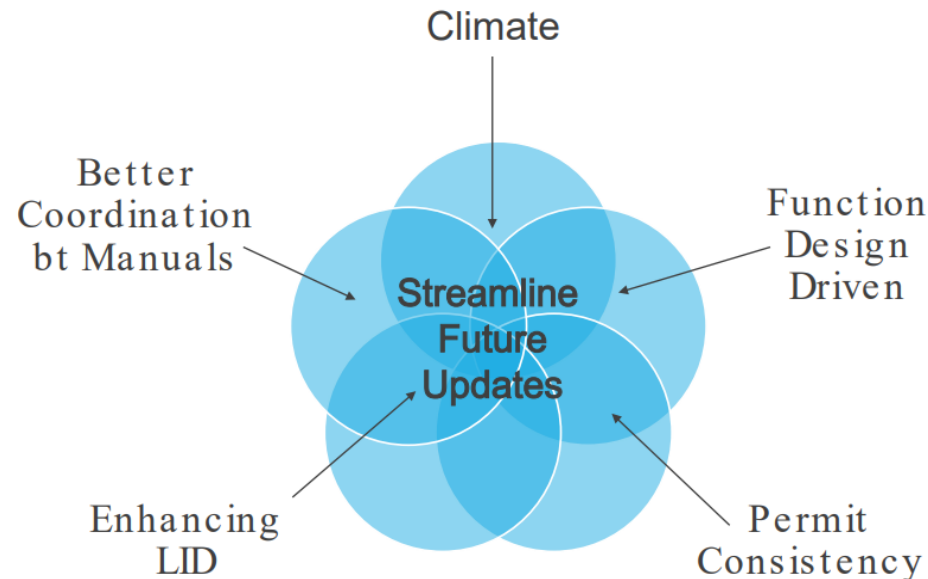 Climate
Better
Coordination
bt Manuals
Function
Design
Driven
Streamline
Future
Updates
Enhancing
LID
Permit
Consistency